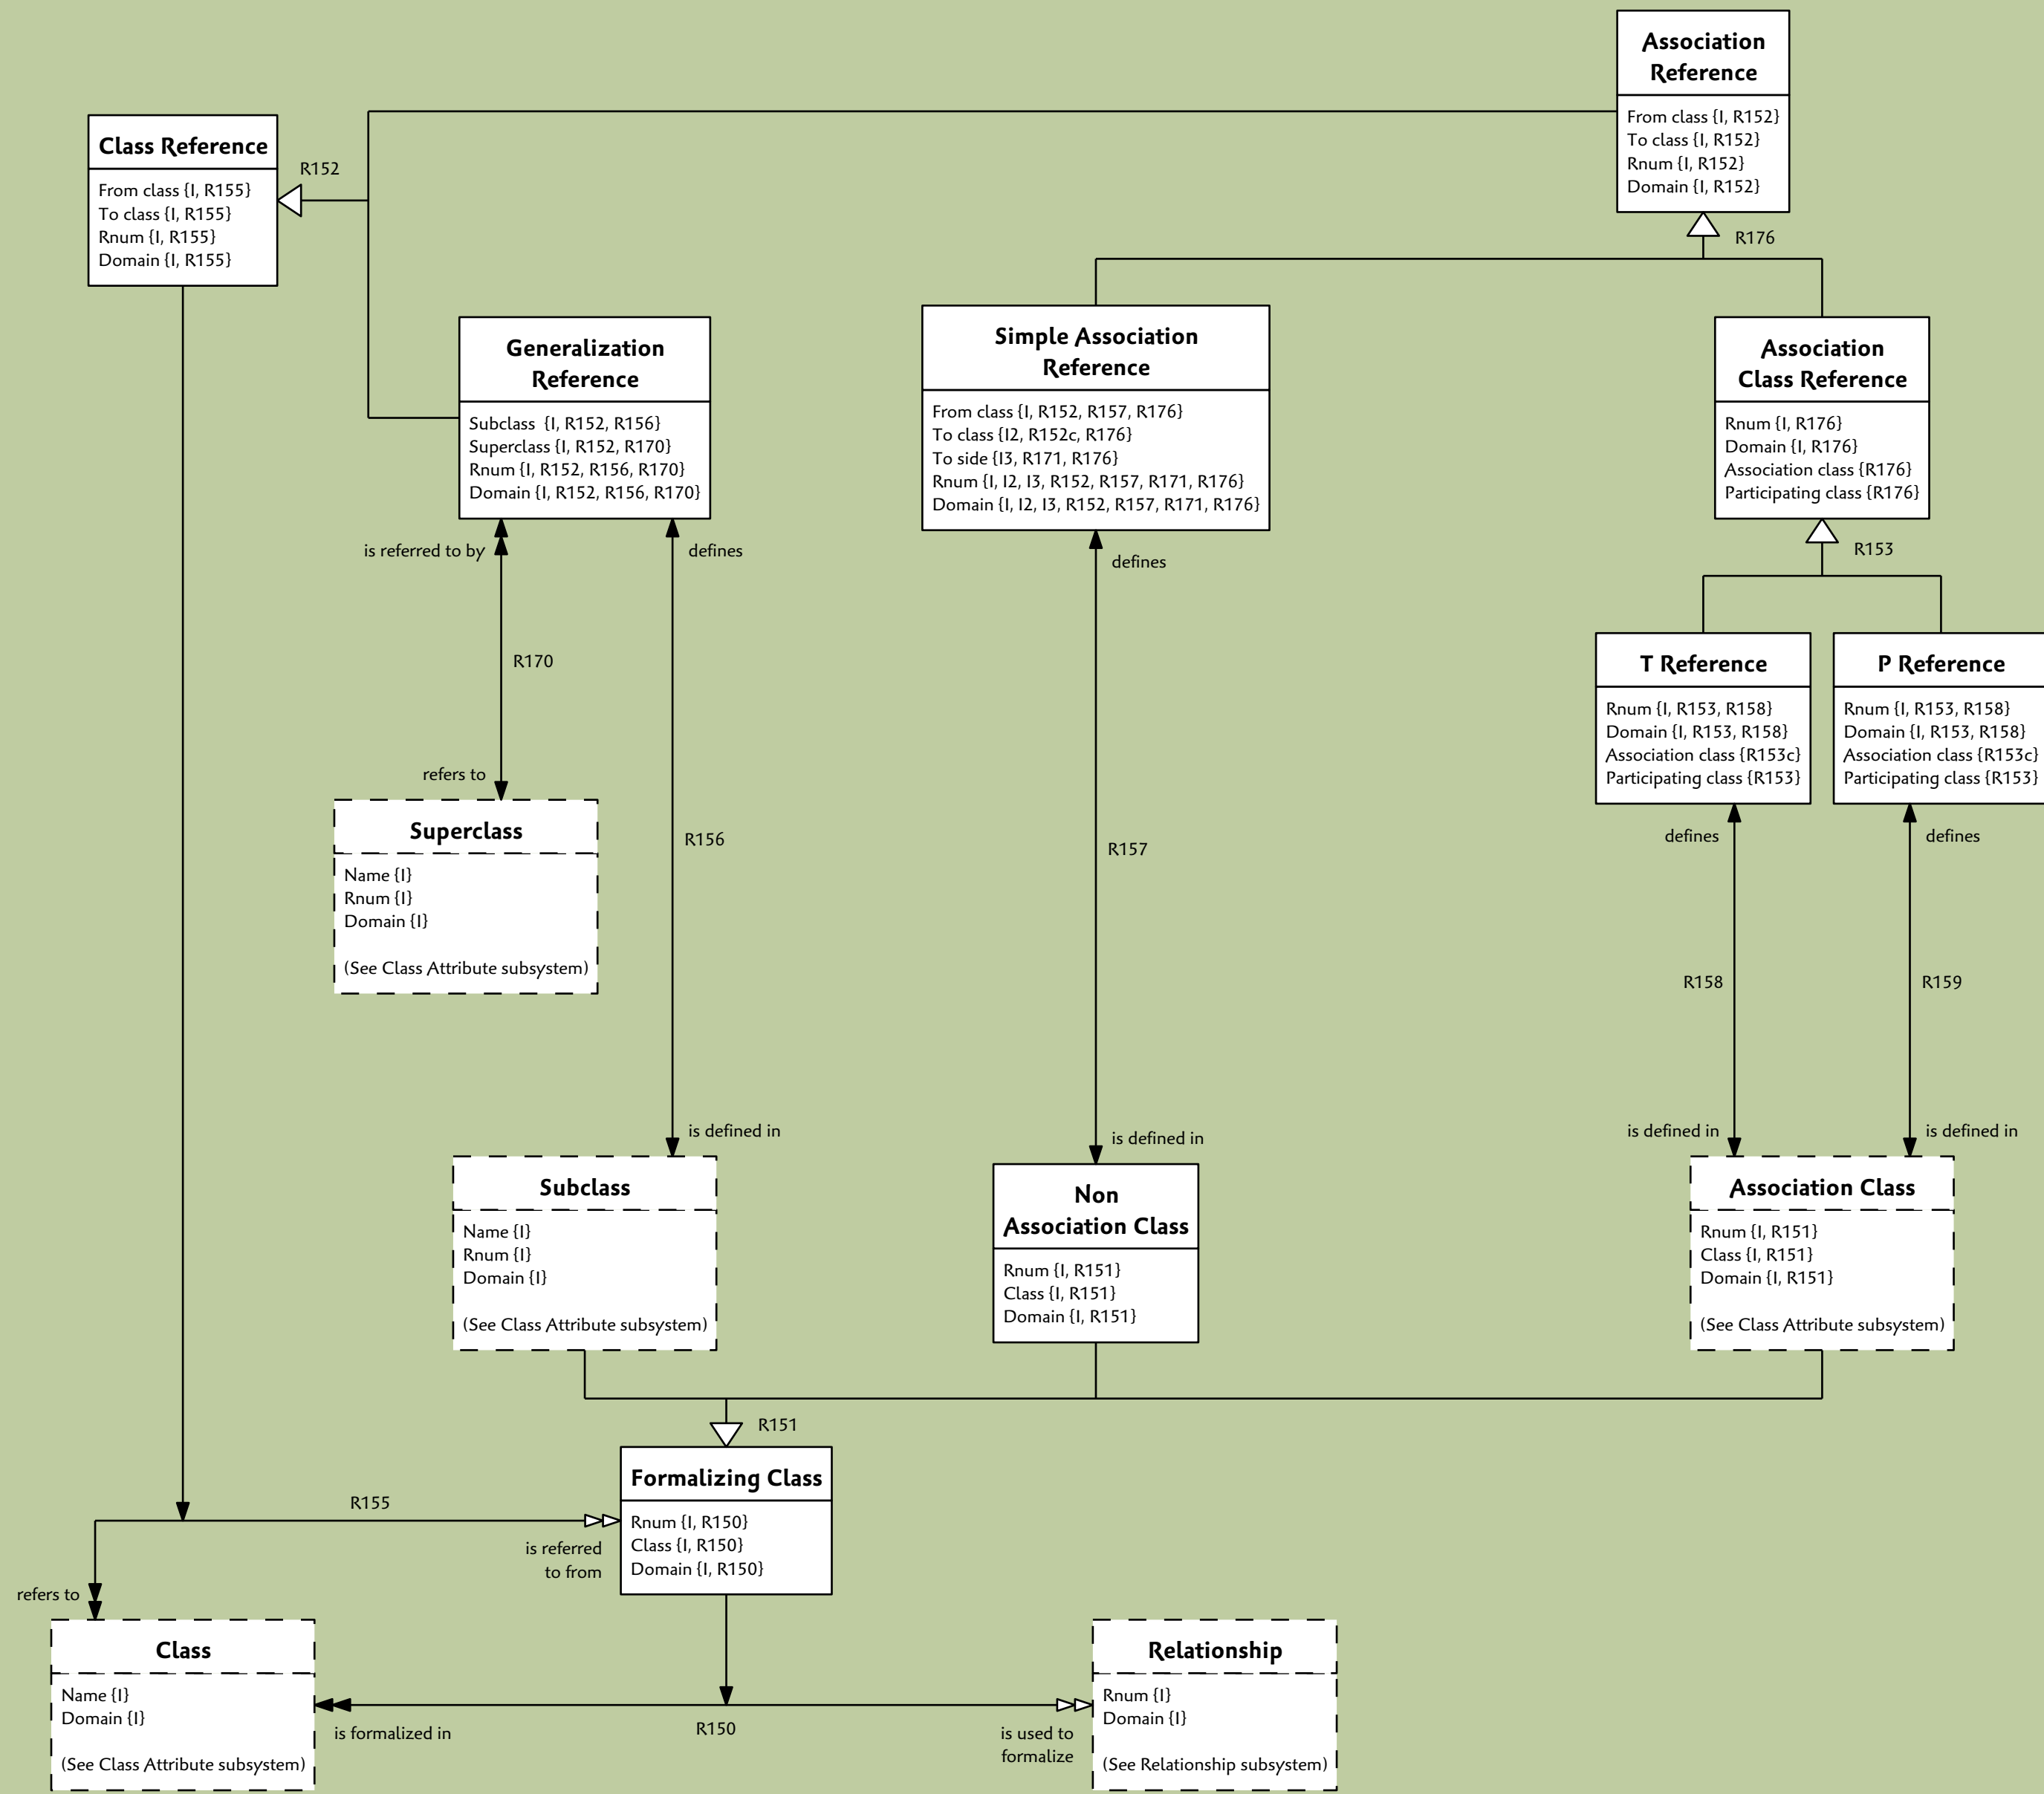 Association
Reference
From class {I, R152}
To class {I, R152}
Rnum {I, R152}
Domain {I, R152}
Class Reference
From class {I, R155}
To class {I, R155}
Rnum {I, R155}
Domain {I, R155}
R152
R176
Generalization
Reference
Subclass  {I, R152, R156}
Superclass {I, R152, R170}
Rnum {I, R152, R156, R170}
Domain {I, R152, R156, R170}
Simple Association
Reference
From class {I, R152, R157, R176}
To class {I2, R152c, R176}
To side {I3, R171, R176}
Rnum {I, I2, I3, R152, R157, R171, R176}
Domain {I, I2, I3, R152, R157, R171, R176}
Association
Class Reference
Rnum {I, R176}
Domain {I, R176}
Association class {R176}
Participating class {R176}
is referred to by
defines
defines
R153
R170
T Reference
Rnum {I, R153, R158}
Domain {I, R153, R158}
Association class {R153c}
Participating class {R153}
P Reference
Rnum {I, R153, R158}
Domain {I, R153, R158}
Association class {R153c}
Participating class {R153}
refers to
Superclass
Name {I}
Rnum {I}
Domain {I}
(See Class Attribute subsystem)
R156
R157
defines
defines
R158
R159
is defined in
is defined in
is defined in
is defined in
Subclass
Name {I}
Rnum {I}
Domain {I}
(See Class Attribute subsystem)
Non
Association Class
Rnum {I, R151}
Class {I, R151}
Domain {I, R151}
Association Class
Rnum {I, R151}
Class {I, R151}
Domain {I, R151}
(See Class Attribute subsystem)
R151
Formalizing Class
Rnum {I, R150}
Class {I, R150}
Domain {I, R150}
R155
is referred
to from
refers to
Class
Name {I}
Domain {I}
(See Class Attribute subsystem)
is formalized in
R150
is used to
formalize
Relationship
Rnum {I}
Domain {I}
(See Relationship subsystem)